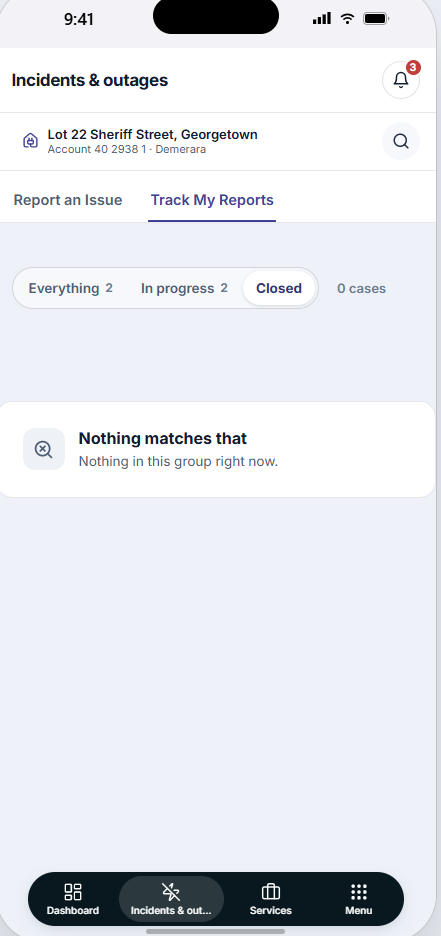 9:41
Incidents & outages
3
Lot 22 Sheriff Street, Georgetown
Account 40 2938 1 · Demerara
Report an Issue Track My Reports
Everything 2 In progress 2 Closed 0 cases
Nothing matches that
Nothing in this group right now.
Dashboard Incidents & out... Services Menu